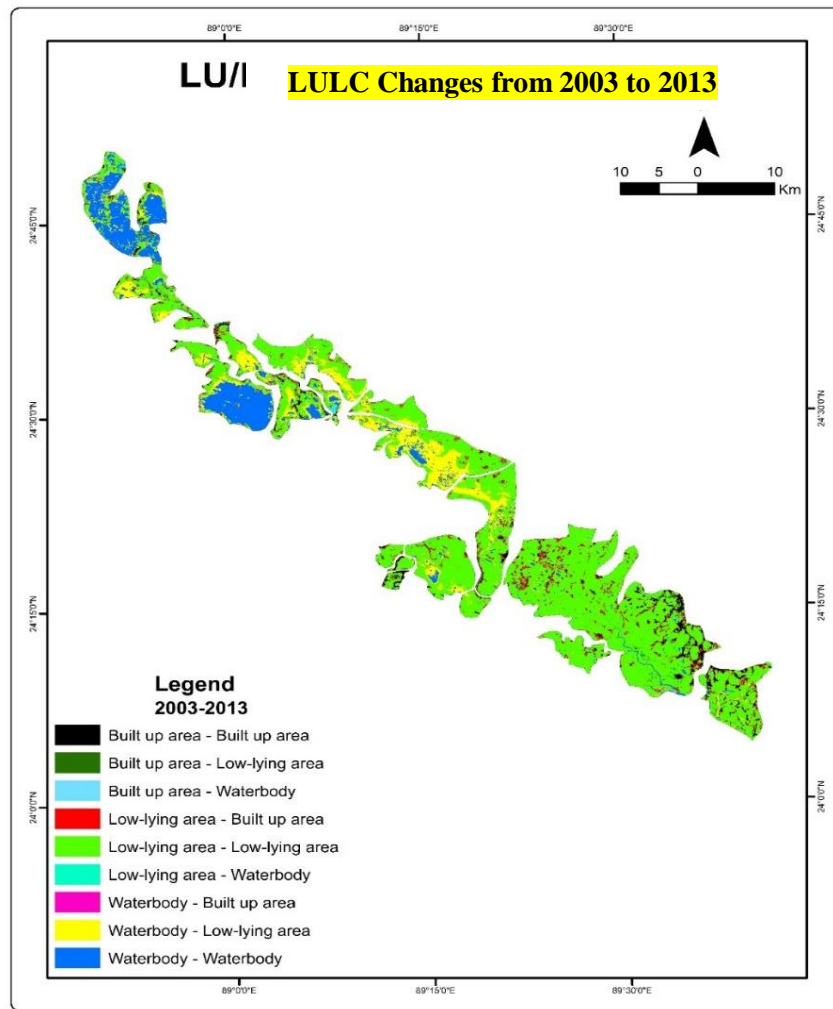 89°0'0"E 89°15'0"E 89°30'0"E
LU/I LULC Changes from 2003 to 2013
10 5 0 10
Km
24°45'0"N 24°45'0"N
24°30'0"N 24°30'0"N
24°15'0"N 24°15'0"N
24°0'0"N 24°0'0"N
Legend
2003-2013
Built up area - Built up area
Built up area - Low-lying area
Built up area - Waterbody
Low-lying area - Built up area
Low-lying area - Low-lying area
Low-lying area - Waterbody
Waterbody - Built up area
Waterbody - Low-lying area
Waterbody - Waterbody
89°0'0"E 89°15'0"E 89°30'0"E